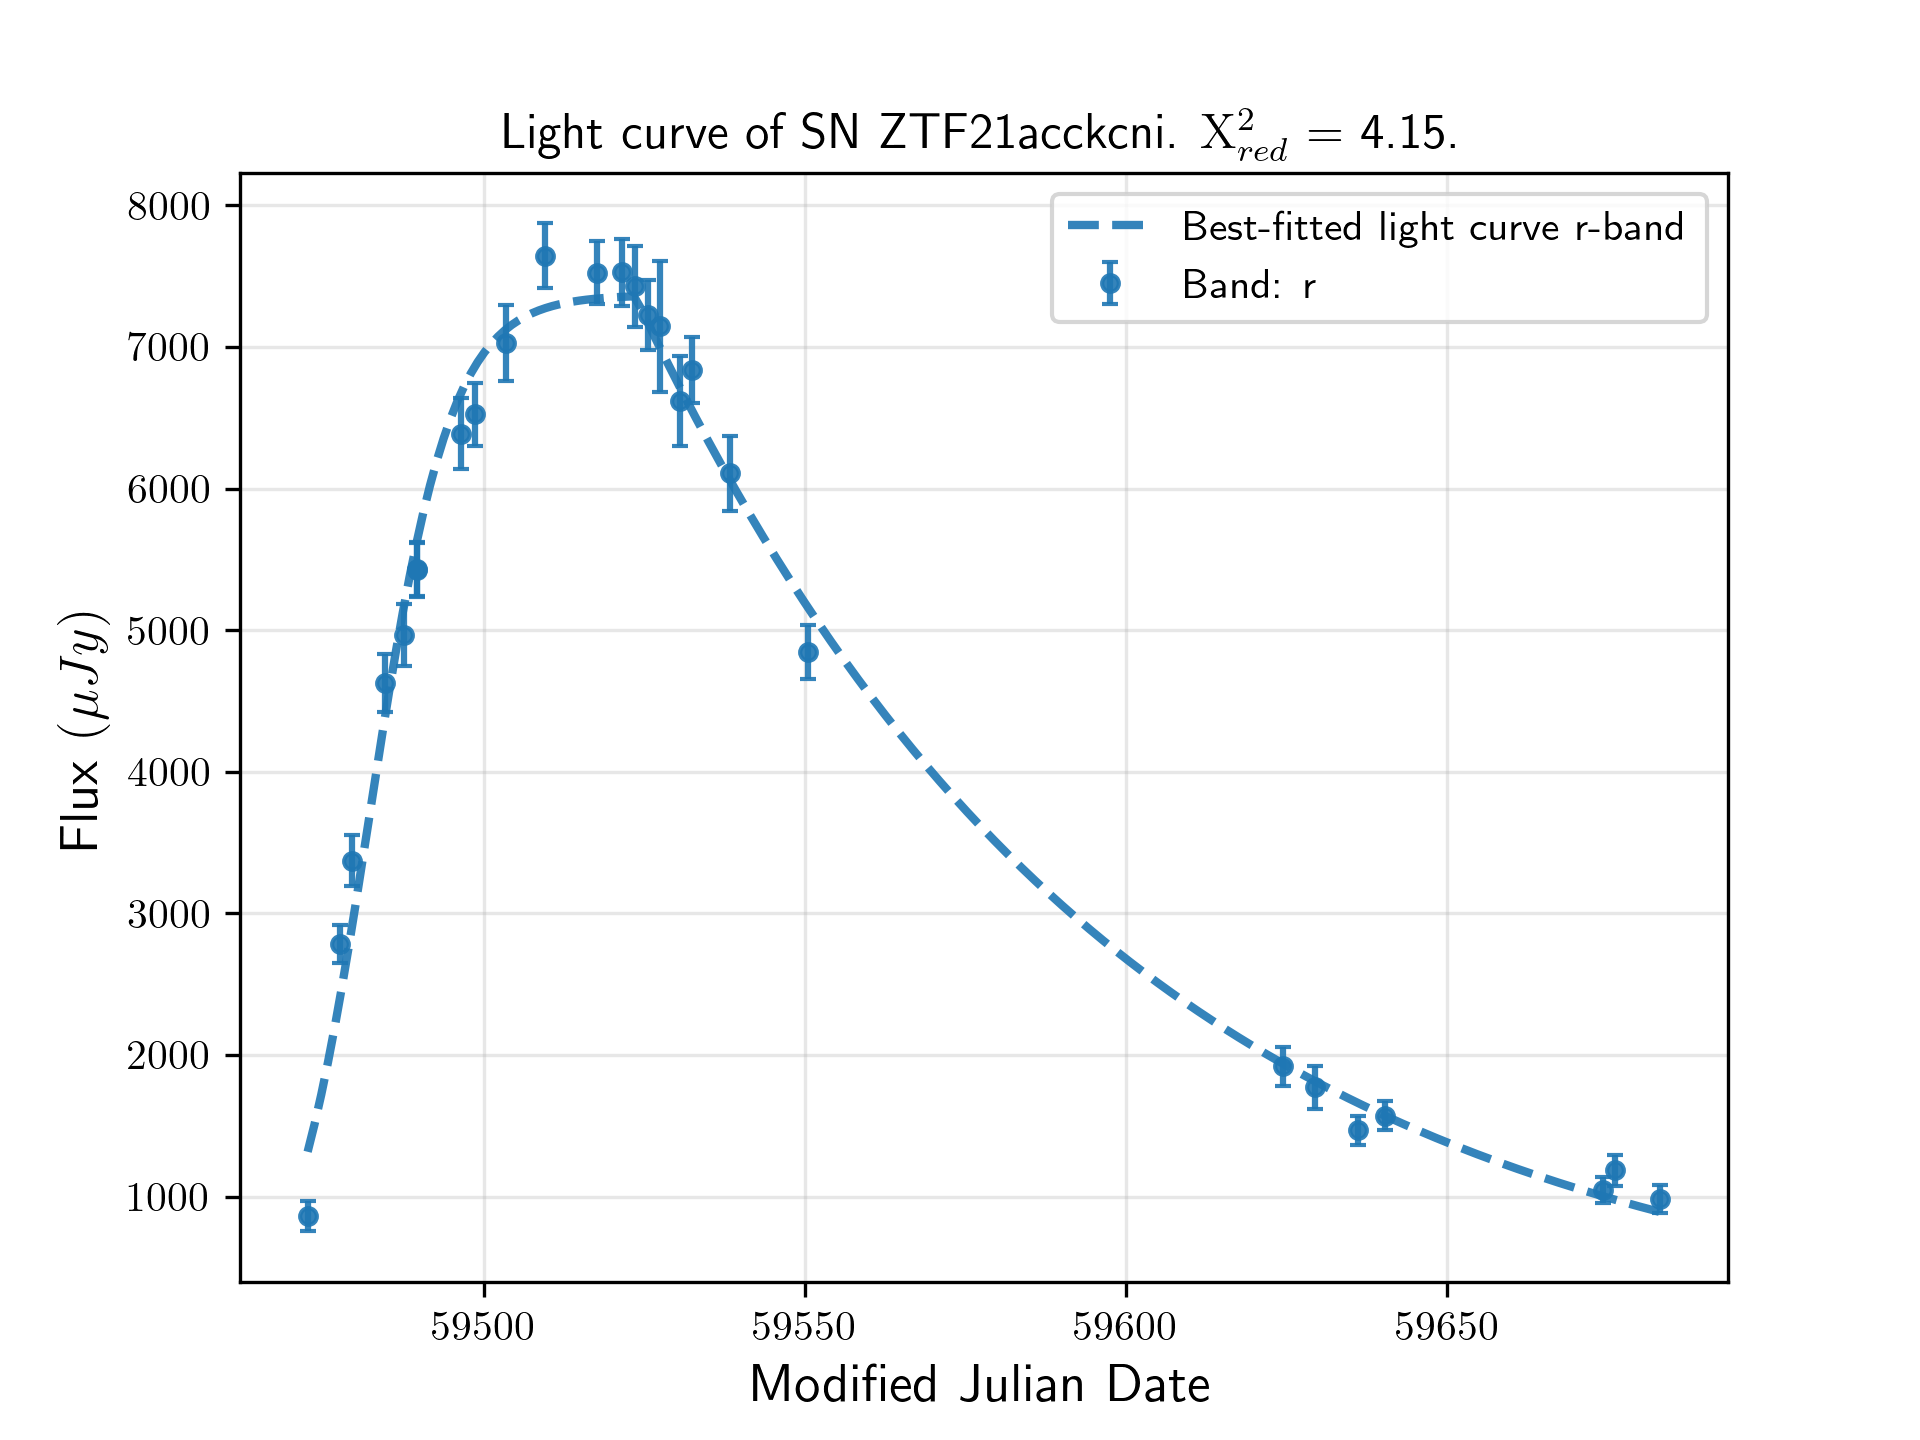 Light curve of SN ZTF21acckcni. X²_red = 4.15.
Best-fitted light curve r-band
Band: r
8000
7000
6000
5000
4000
3000
2000
1000
Flux (μJy)
59500 59550 59600 59650
Modified Julian Date